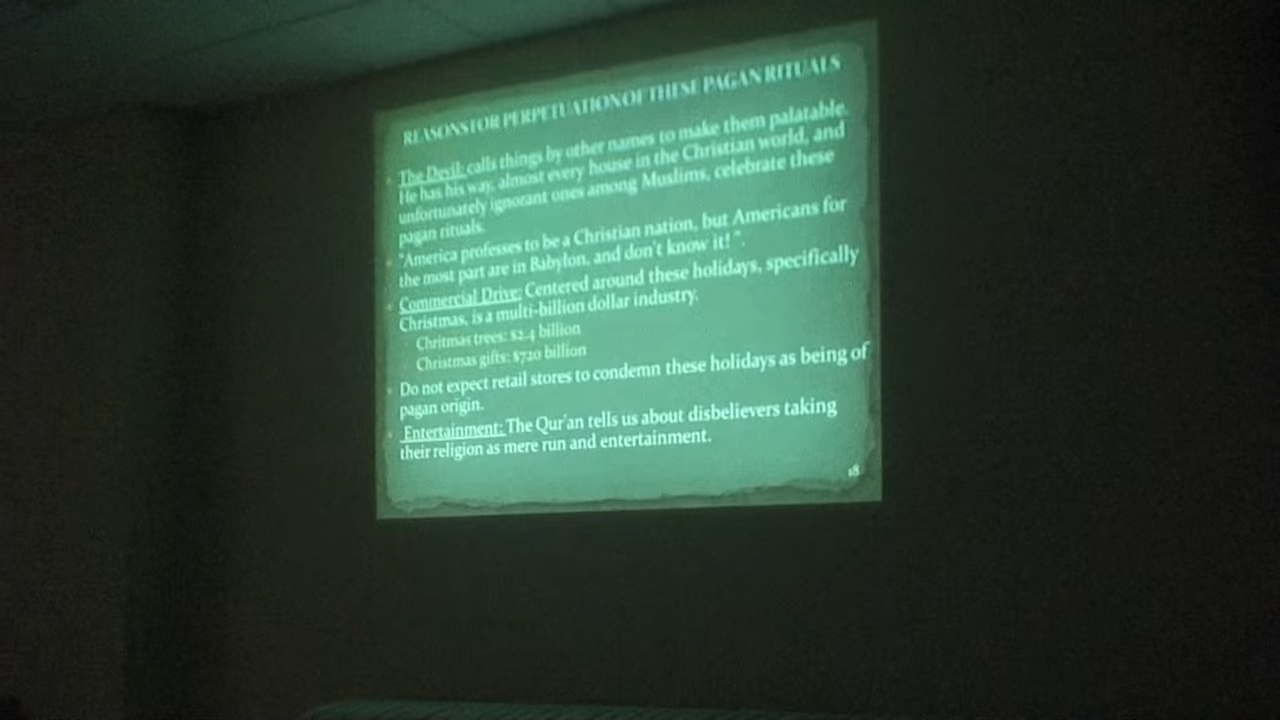 REASONS FOR PERPETUATION OF THESE PAGAN RITUALS
The Devil: calls things by other names to make them palatable.
He has his way, almost every house in the Christian world, and
unfortunately ignorant ones among Muslims, celebrate these
pagan rituals.
"America professes to be a Christian nation, but Americans for
the most part are in Babylon, and don't know it! ".
Commercial Drive: Centered around these holidays, specifically
Christmas, is a multi-billion dollar industry.
Chritmas trees: $2.4 billion
Christmas gifts: $720 billion
Do not expect retail stores to condemn these holidays as being of
pagan origin.
Entertainment: The Qur'an tells us about disbelievers taking
their religion as mere run and entertainment.
18